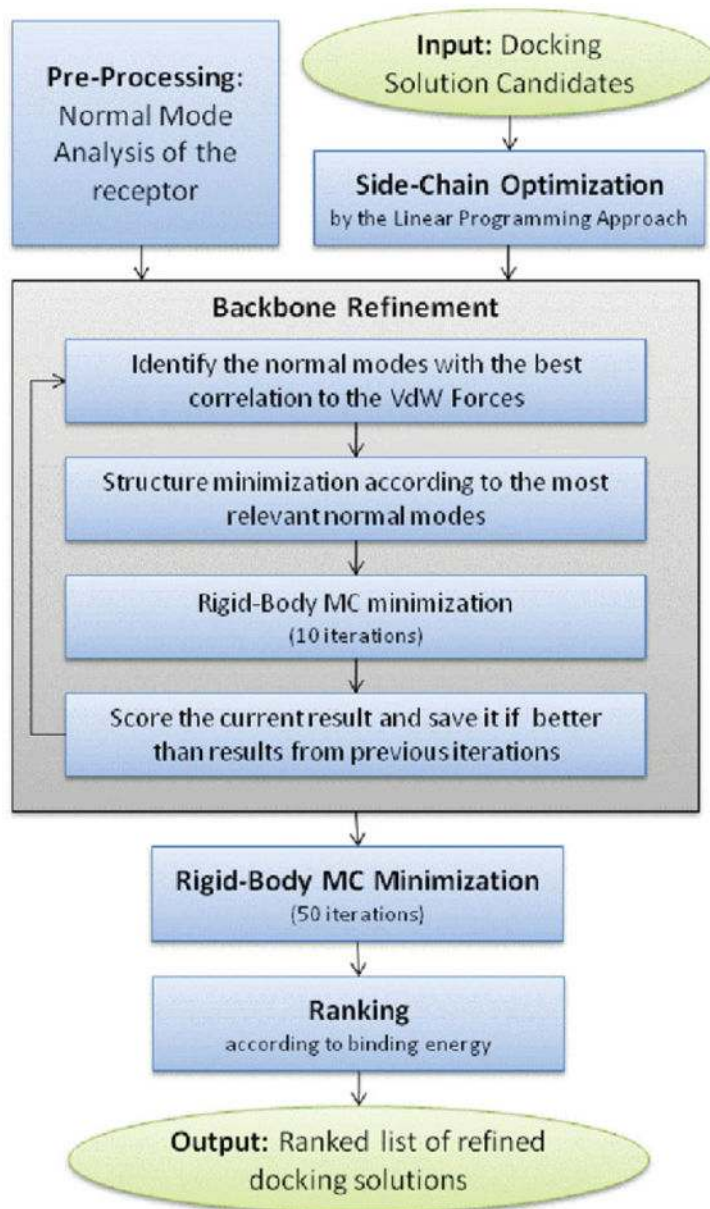 Pre-Processing:
Normal Mode
Analysis of the
receptor
Input: Docking
Solution Candidates
Side-Chain Optimization
by the Linear Programming Approach
Backbone Refinement
Identify the normal modes with the best
correlation to the VdW Forces
Structure minimization according to the most
relevant normal modes
Rigid-Body MC minimization
(10 iterations)
Score the current result and save it if better
than results from previous iterations
Rigid-Body MC Minimization
(50 iterations)
Ranking
according to binding energy
Output: Ranked list of refined
docking solutions